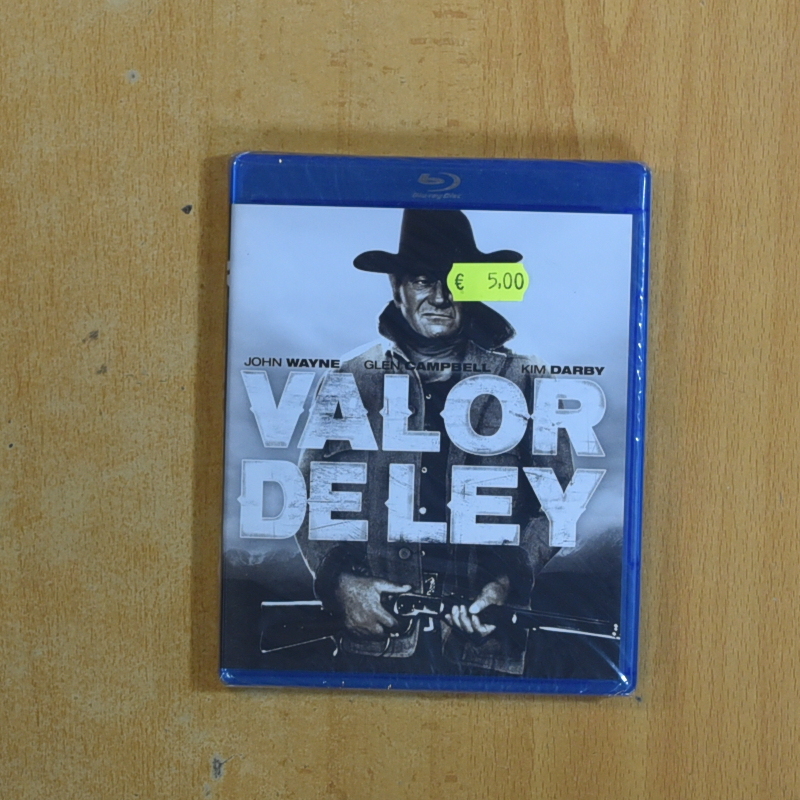 Blu-ray Disc
€ 5,00
JOHN WAYNE GLEN CAMPBELL KIM DARBY
VALOR
DE LEY